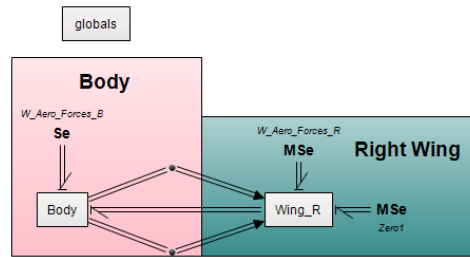 globals
Body
W_Aero_Forces_B
Se
W_Aero_Forces_R
MSe
Right Wing
Body
Wing_R
MSe
Zero1